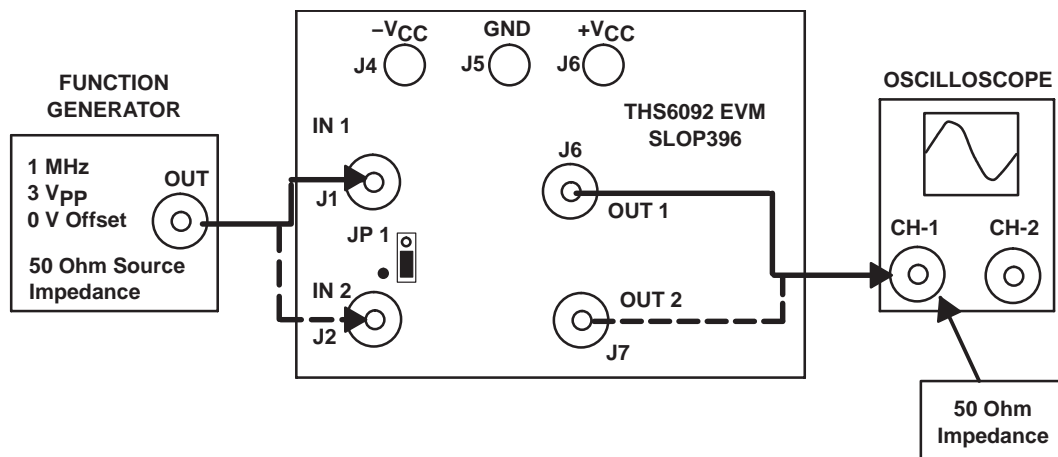 –VCC
GND
+VCC
J4
J5
J6
FUNCTION
GENERATOR
OSCILLOSCOPE
THS6092 EVM
SLOP396
IN 1
1 MHz
3 VPP
0 V Offset
OUT
J1
J6
OUT 1
CH-1
CH-2
JP 1
50 Ohm Source
Impedance
IN 2
J2
OUT 2
J7
50 Ohm
Impedance